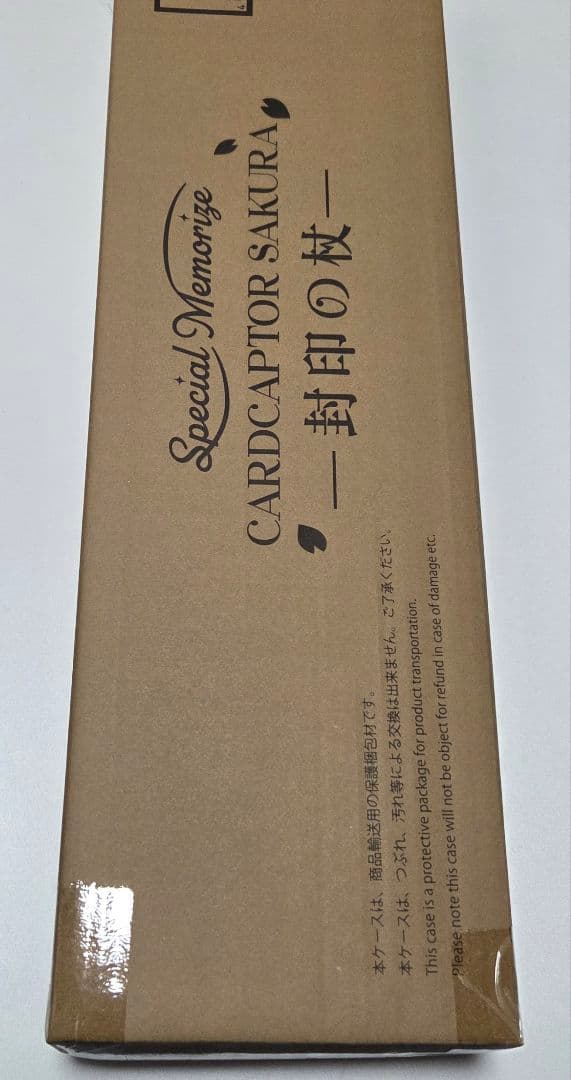 Special Memorize
CARDCAPTOR SAKURA
―封印の杖―
本ケースは、商品輸送用の保護梱包材です。
本ケースは、つぶれ、汚れ等による交換は出来ません。ご了承ください。
This case is a protective package for product transportation.
Please note this case will not be object for refund in case of damage etc.